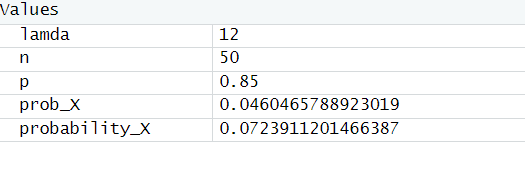 Values
lamda 12
n 50
p 0.85
prob_X 0.0460465788923019
probability_X 0.0723911201466387